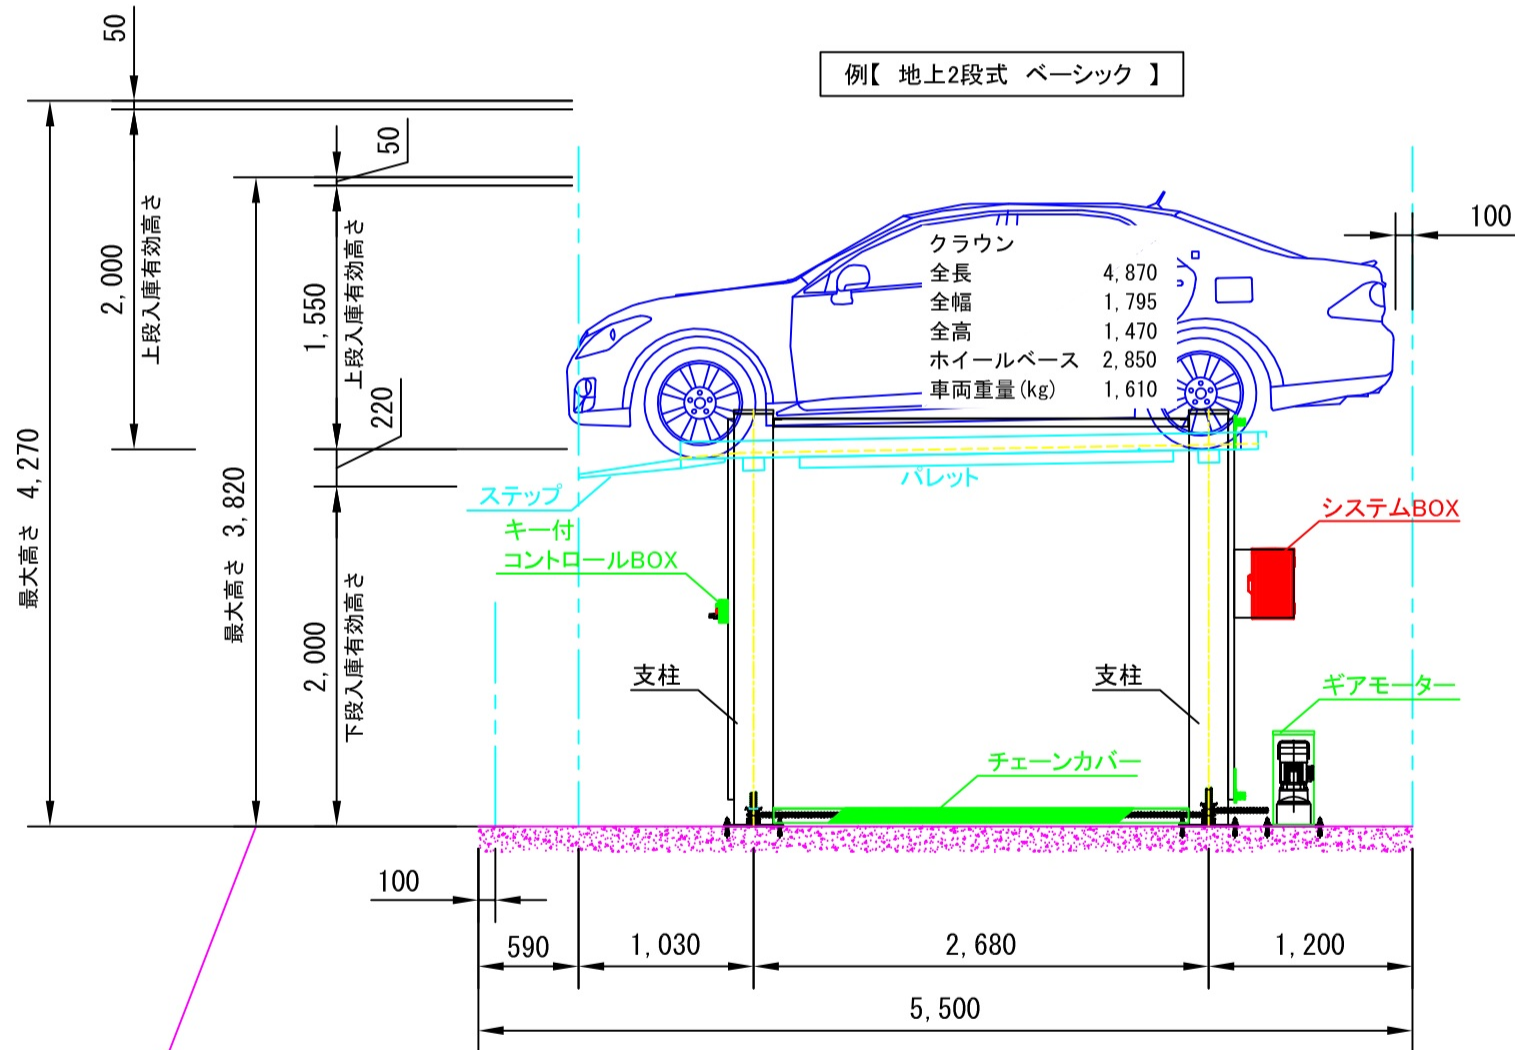 例【 地上2段式 ベーシック 】
50
50
2,000
上段入庫有効高さ
1,550
上段入庫有効高さ
220
最大高さ 4,270
最大高さ 3,820
2,000
下段入庫有効高さ
100
クラウン
全長 4,870
全幅 1,795
全高 1,470
ホイールベース 2,850
車両重量(kg) 1,610
パレット
ステップ
キー付
コントロールBOX
システムBOX
支柱
支柱
ギアモーター
チェーンカバー
100
590
1,030
2,680
1,200
5,500